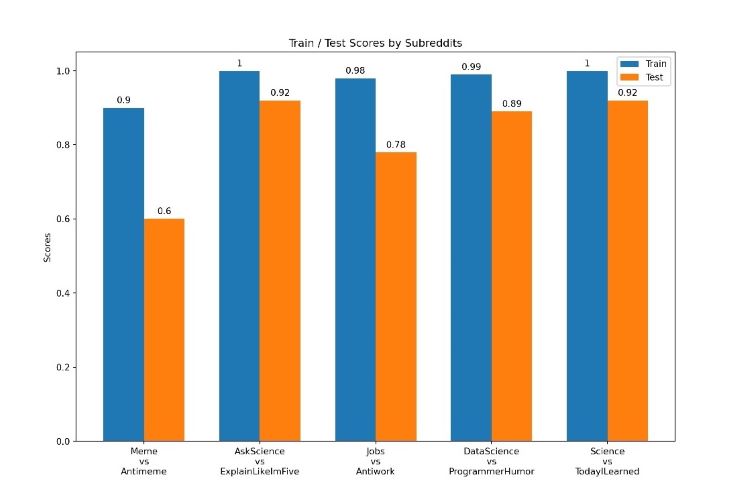 Train / Test Scores by Subreddits
Train
Test
Scores
1.0
0.8
0.6
0.4
0.2
0.0
0.9
0.6
1
0.92
0.98
0.78
0.99
0.89
1
0.92
Meme
vs
Antimeme
AskScience
vs
ExplainLikeImFive
Jobs
vs
Antiwork
DataScience
vs
ProgrammerHumor
Science
vs
TodayILearned